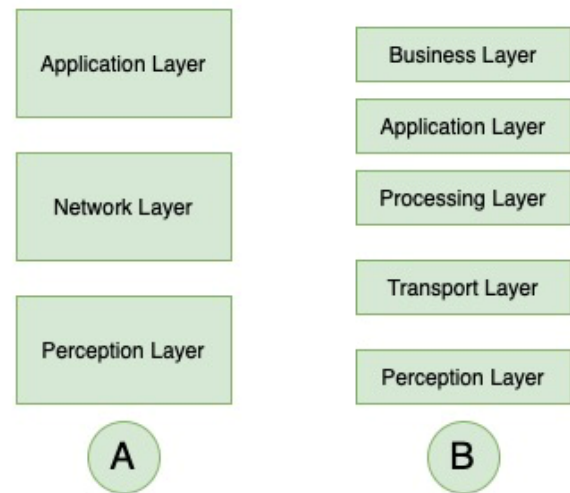 Application Layer
Network Layer
Perception Layer
A
Business Layer
Application Layer
Processing Layer
Transport Layer
Perception Layer
B